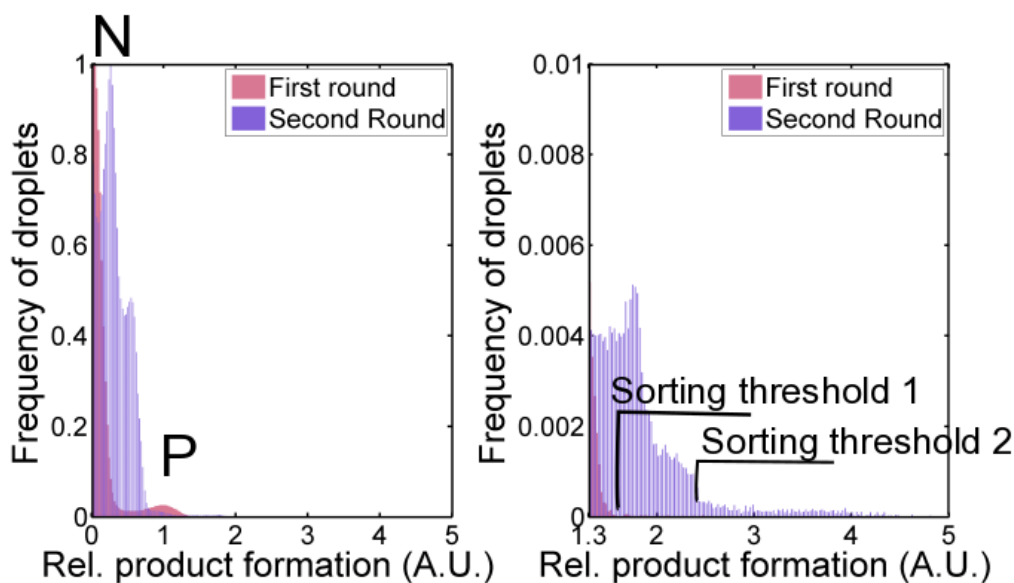 N
1
0.8
0.6
0.4
0.2
0
Frequency of droplets
First round
Second Round
P
0 1 2 3 4 5
Rel. product formation (A.U.)
0.01
0.008
0.006
0.004
0.002
0
Frequency of droplets
First round
Second Round
Sorting threshold 1
Sorting threshold 2
1.3 2 3 4 5
Rel. product formation (A.U.)